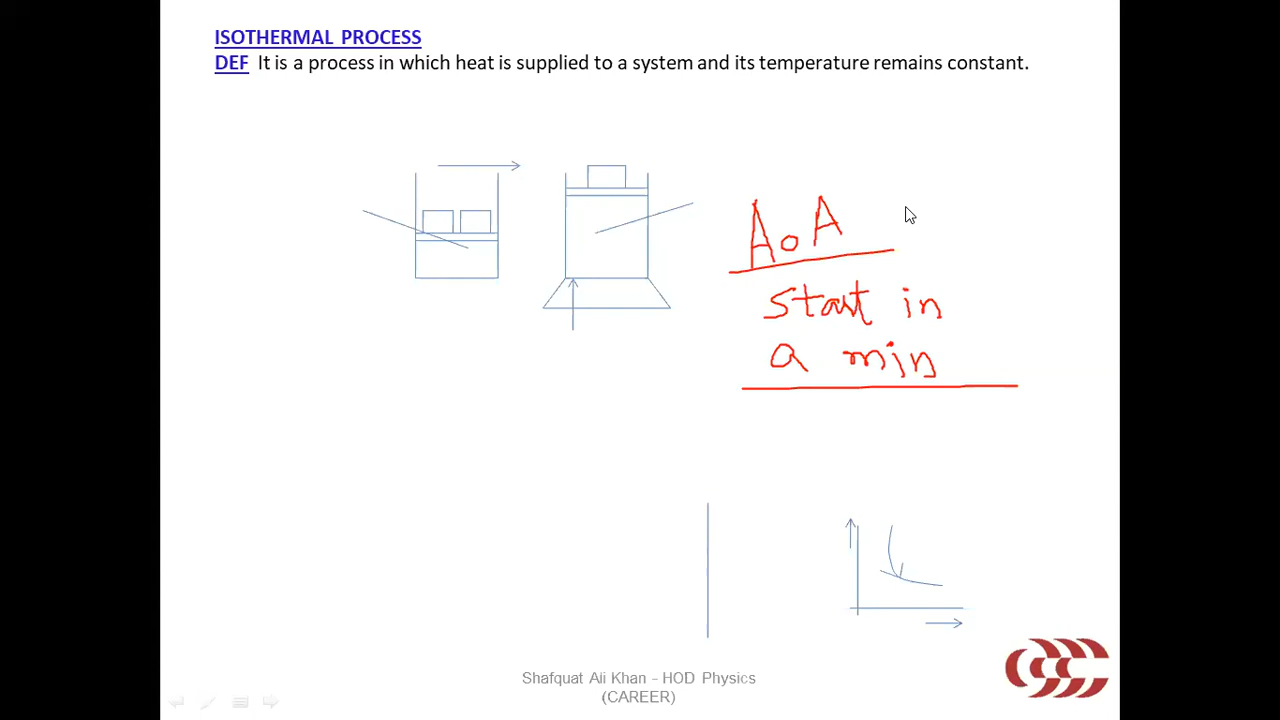 ISOTHERMAL PROCESS
DEF It is a process in which heat is supplied to a system and its temperature remains constant.
AoA
Start in
a min
Shafquat Ali Khan - HOD Physics
(CAREER)